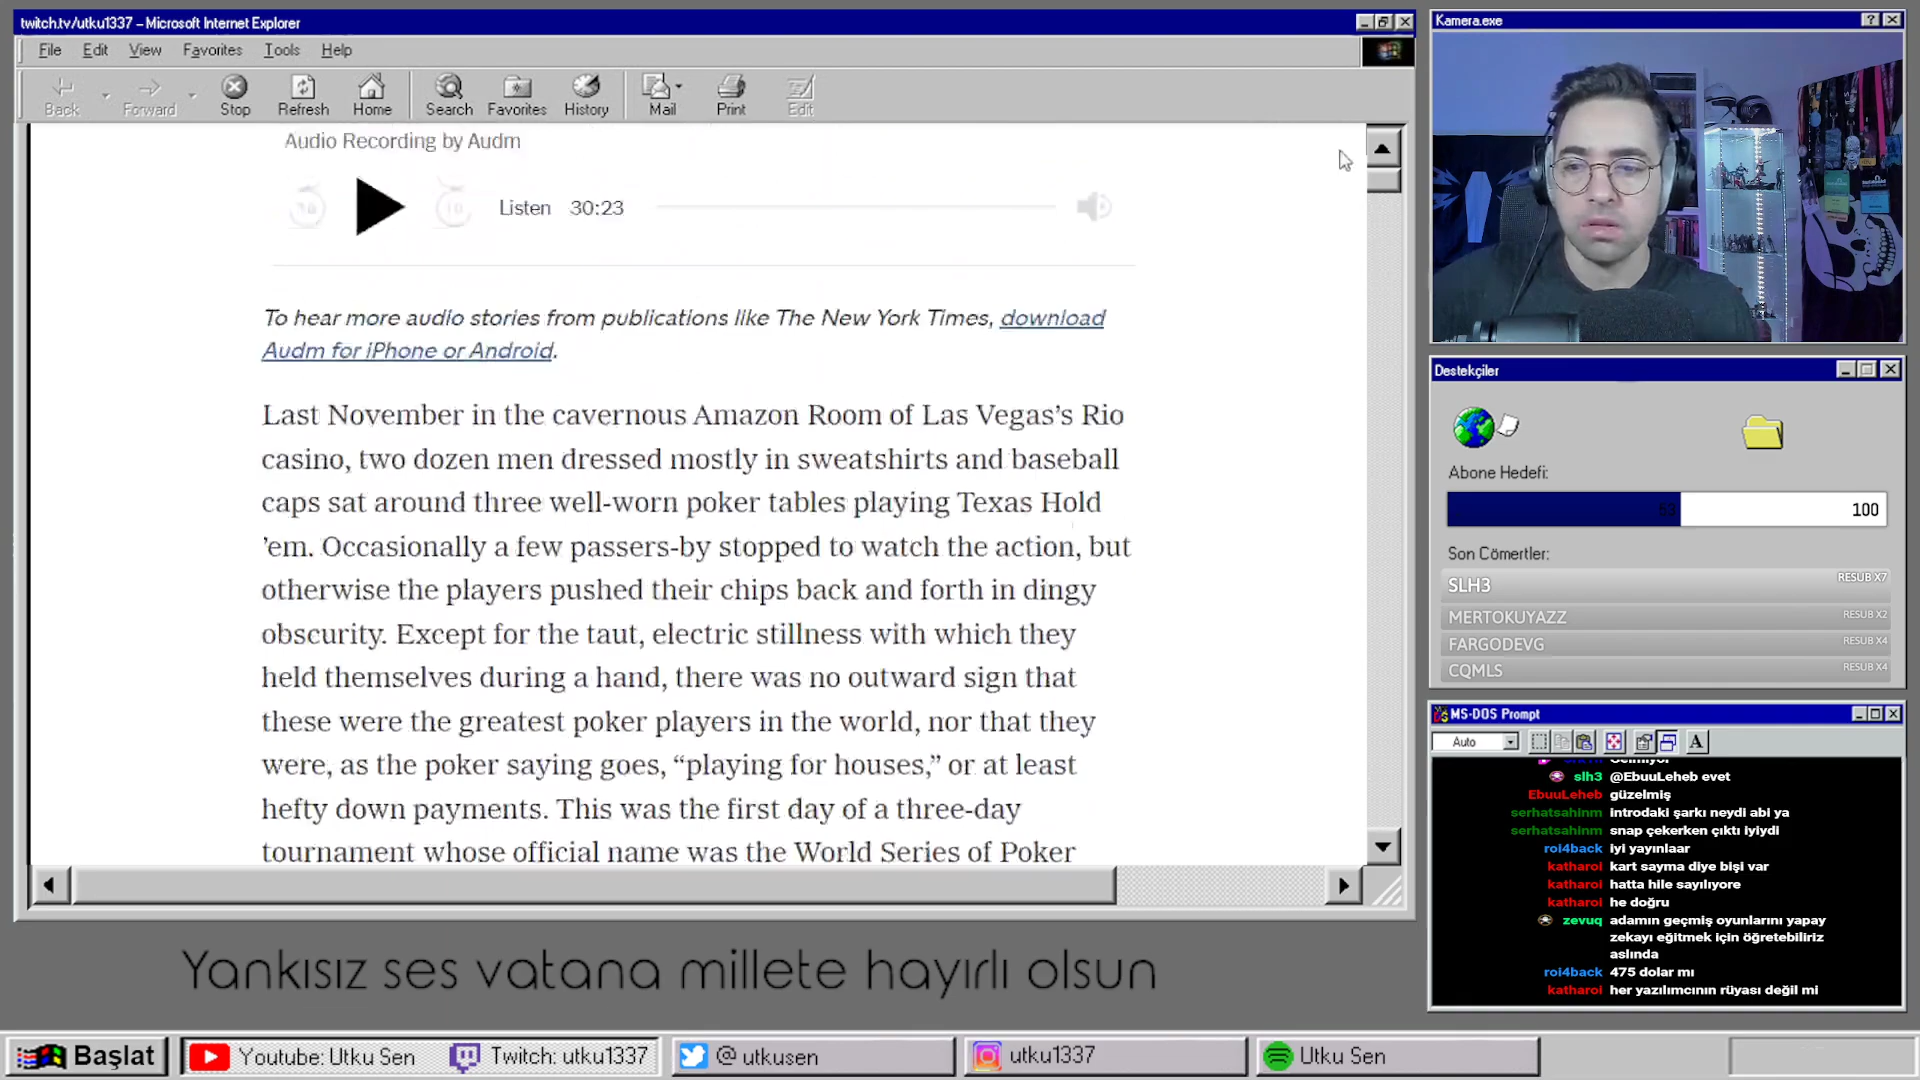 twitch.tv/utku1337 – Microsoft Internet Explorer
File Edit View Favorites Tools Help
Back Forward Stop Refresh Home Search Favorites History Mail Print Edit
Audio Recording by Audm
10 10 Listen 30:23
To hear more audio stories from publications like The New York Times, download
Audm for iPhone or Android.
Last November in the cavernous Amazon Room of Las Vegas’s Rio
casino, two dozen men dressed mostly in sweatshirts and baseball
caps sat around three well-worn poker tables playing Texas Hold
’em. Occasionally a few passers-by stopped to watch the action, but
otherwise the players pushed their chips back and forth in dingy
obscurity. Except for the taut, electric stillness with which they
held themselves during a hand, there was no outward sign that
these were the greatest poker players in the world, nor that they
were, as the poker saying goes, “playing for houses,” or at least
hefty down payments. This was the first day of a three-day
tournament whose official name was the World Series of Poker
Yankısız ses vatana millete hayırlı olsun
Kamera.exe
Destekçiler
Abone Hedefi:
53 100
Son Cömertler:
SLH3 RESUB X7
MERTOKUYAZZ RESUB X2
FARGODEVG RESUB X4
CQMLS RESUB X4
MS-DOS Prompt
Auto A
slh3 @EbuuLeheb evet
EbuuLeheb güzelmiş
serhatsahinm introdaki şarkı neydi abi ya
serhatsahinm snap çekerken çıktı iyiydi
roi4back iyi yayınlaar
katharol kart sayma diye bişi var
katharol hatta hile sayılıyore
katharol he doğru
zevuq adamın geçmiş oyunlarını yapay
zekayı eğitmek için öğretebiliriz
aslında
roi4back 475 dolar mı
katharol her yazılımcının rüyası değil mi
Başlat Youtube: Utku Sen Twitch: utku1337 @utkusen utku1337 Utku Sen